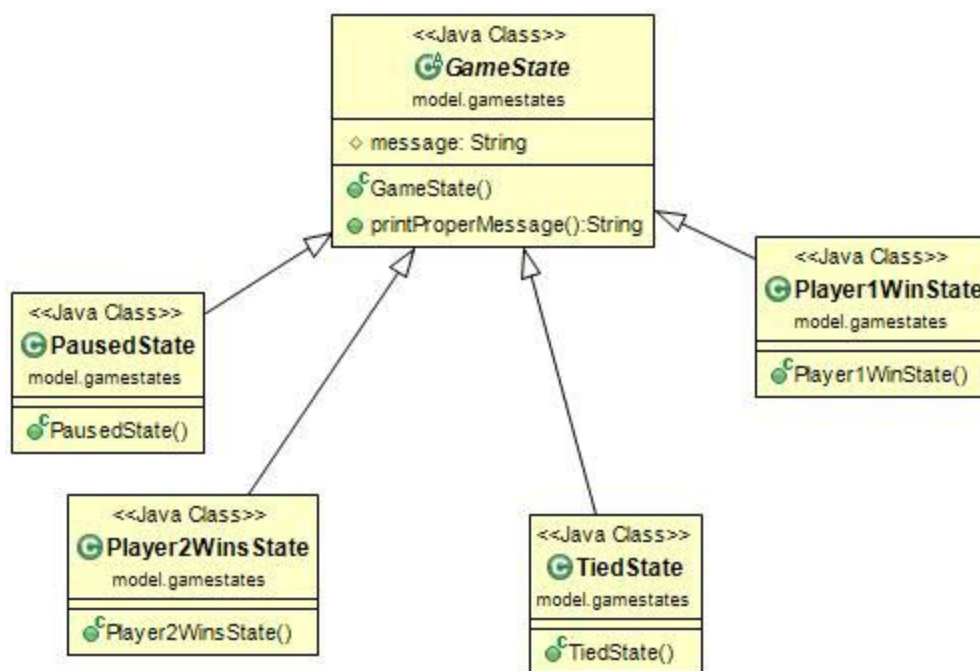 <<Java Class>>
GameState
model.gamestates
message: String
GameState()
printProperMessage():String
<<Java Class>>
Player1WinState
model.gamestates
Player1WinState()
<<Java Class>>
PausedState
model.gamestates
PausedState()
<<Java Class>>
Player2WinsState
model.gamestates
Player2WinsState()
<<Java Class>>
TiedState
model.gamestates
TiedState()